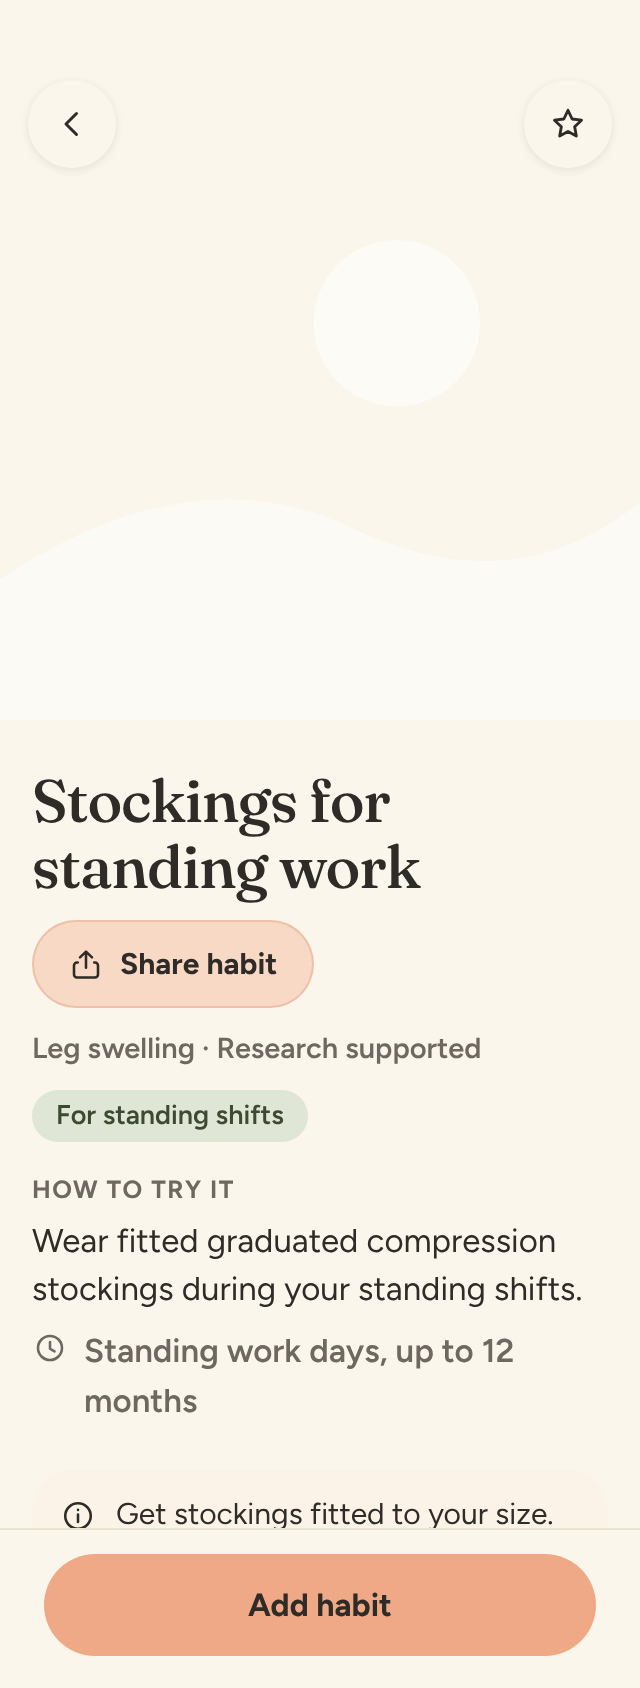 Stockings for
standing work
Share habit
Leg swelling · Research supported
For standing shifts
HOW TO TRY IT
Wear fitted graduated compression
stockings during your standing shifts.
Standing work days, up to 12
months
Get stockings fitted to your size.
Add habit